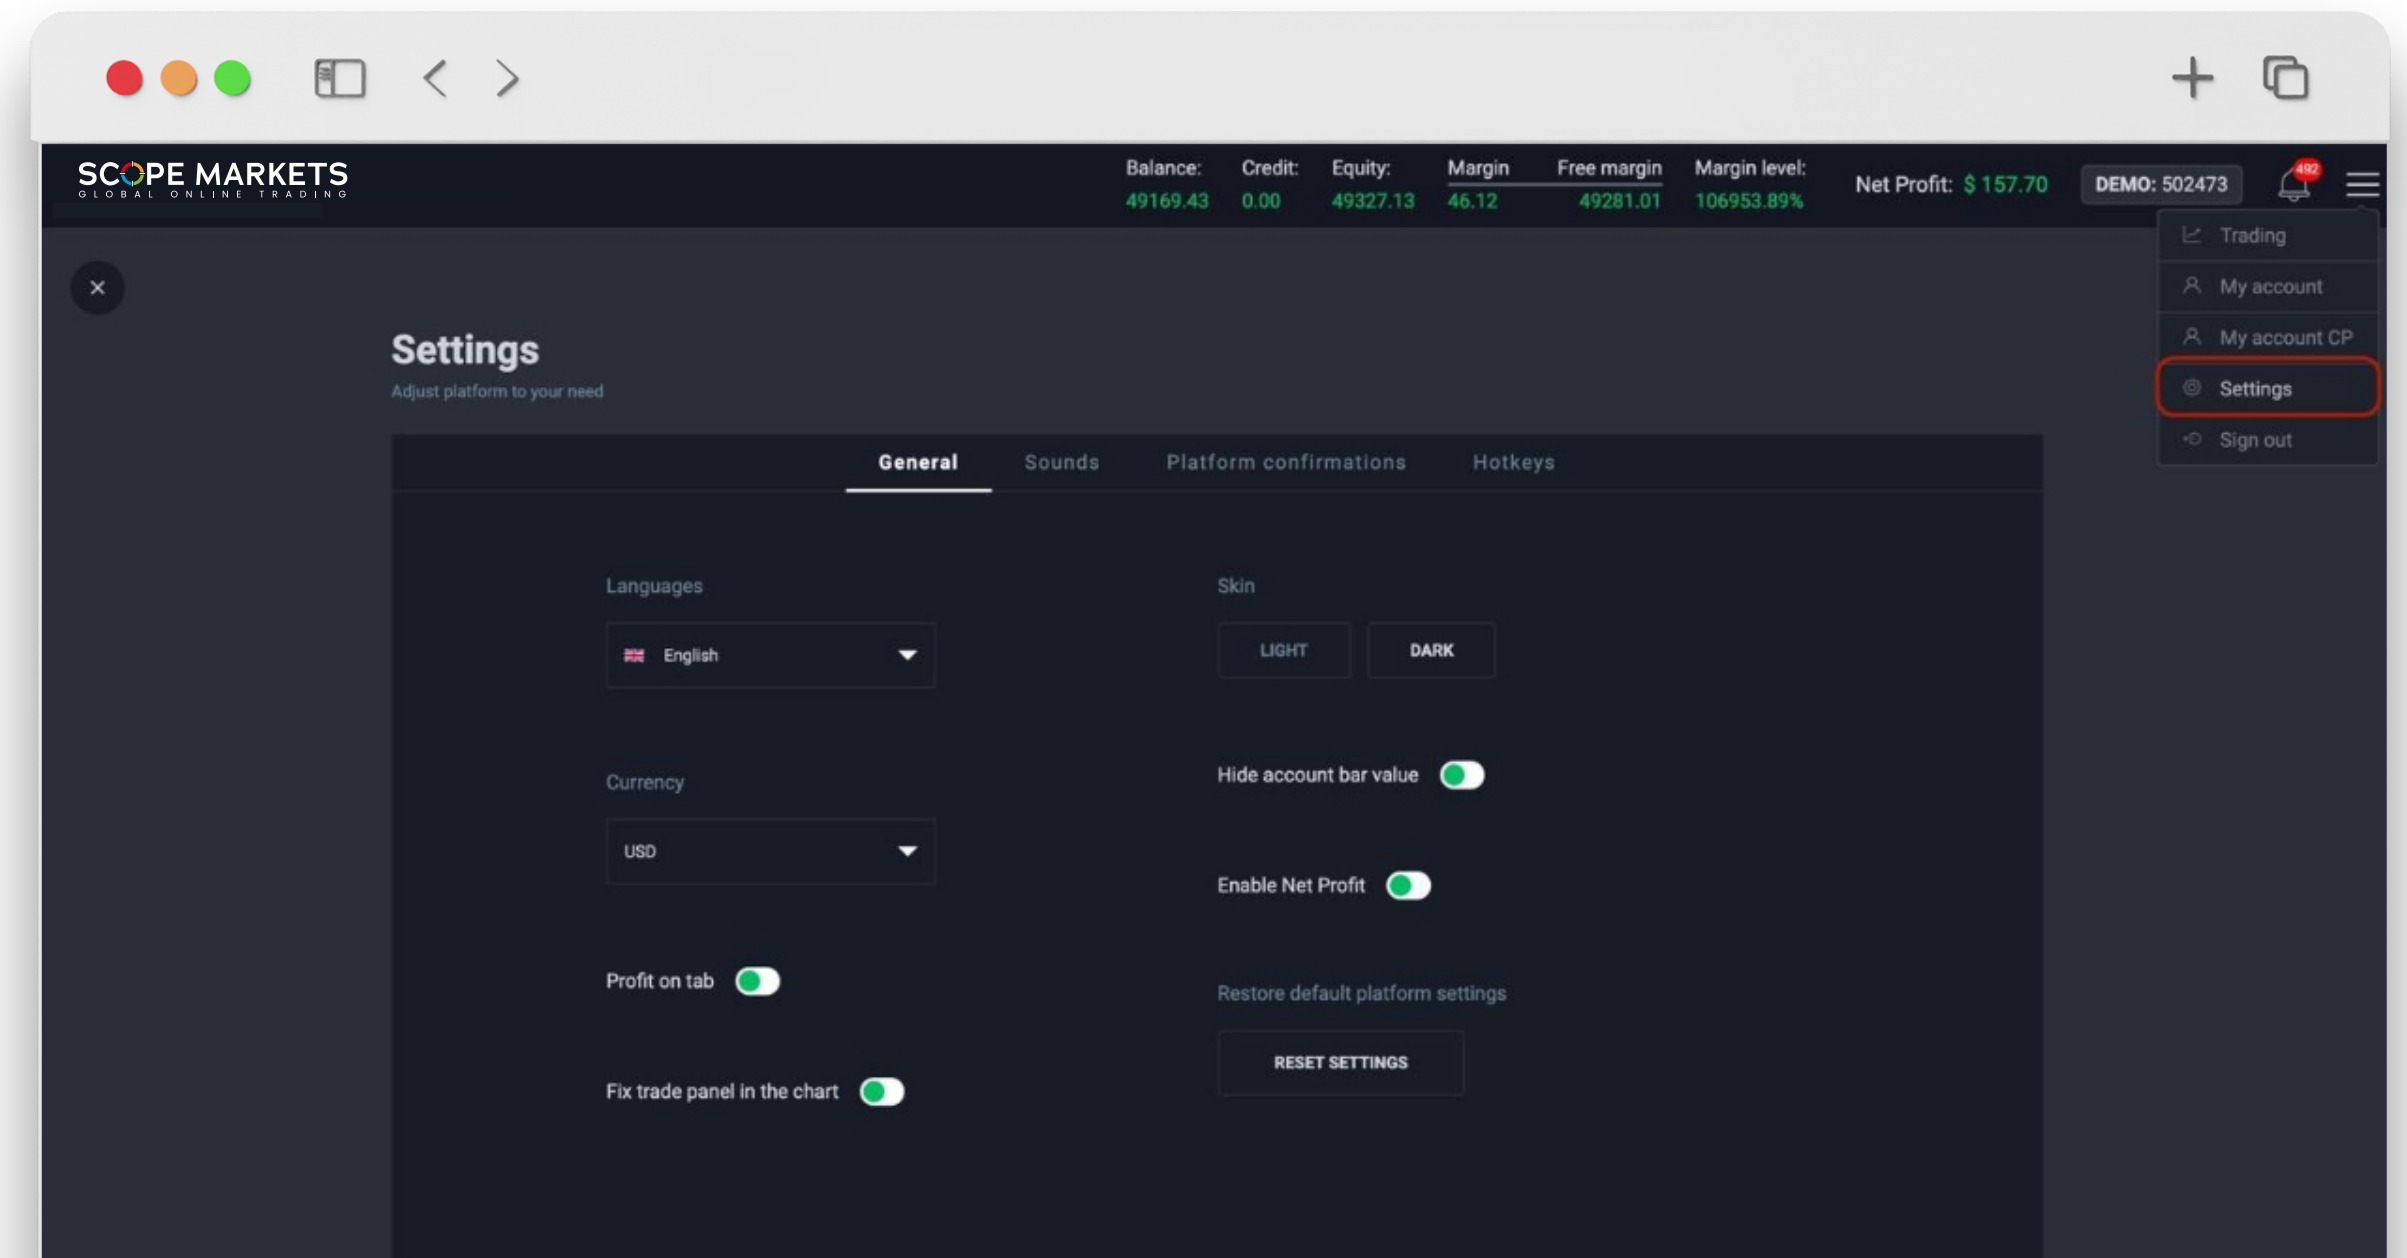 SCOPE MARKETS
GLOBAL ONLINE TRADING
Balance: Credit: Equity: Margin Free margin Margin level:
49169.43 0.00 49327.13 46.12 49281.01 106953.89%
Net Profit: $ 157.70
DEMO: 502473
492
Trading
My account
My account CP
Settings
Sign out
Settings
Adjust platform to your need
General Sounds Platform confirmations Hotkeys
Languages
English
Currency
USD
Profit on tab
Fix trade panel in the chart
Skin
LIGHT DARK
Hide account bar value
Enable Net Profit
Restore default platform settings
RESET SETTINGS